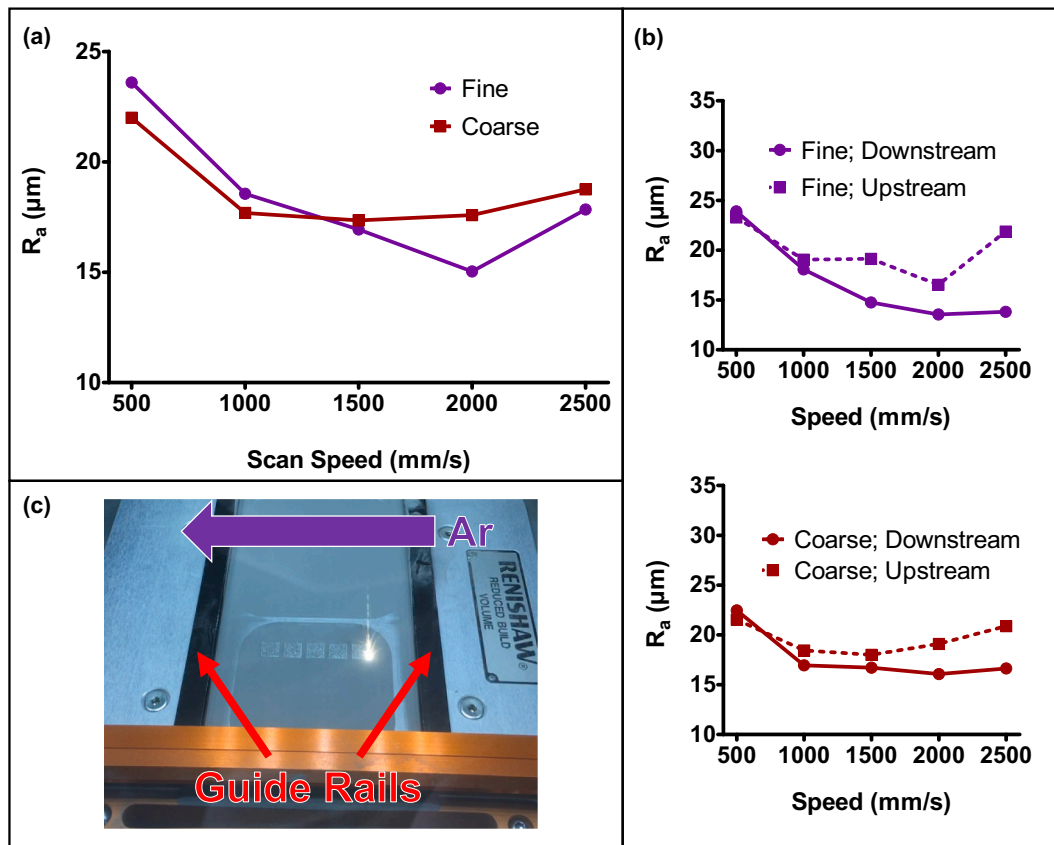 (a)
25
20
15
10
R_a (µm)
Fine
Coarse
500 1000 1500 2000 2500
Scan Speed (mm/s)
(b)
35
30
25
20
15
10
R_a (µm)
Fine; Downstream
Fine; Upstream
500 1000 1500 2000 2500
Speed (mm/s)
35
30
25
20
15
10
R_a (µm)
Coarse; Downstream
Coarse; Upstream
500 1000 1500 2000 2500
Speed (mm/s)
(c)
Ar
RENISHAW®
REDUCED BUILD
VOLUME
Guide Rails